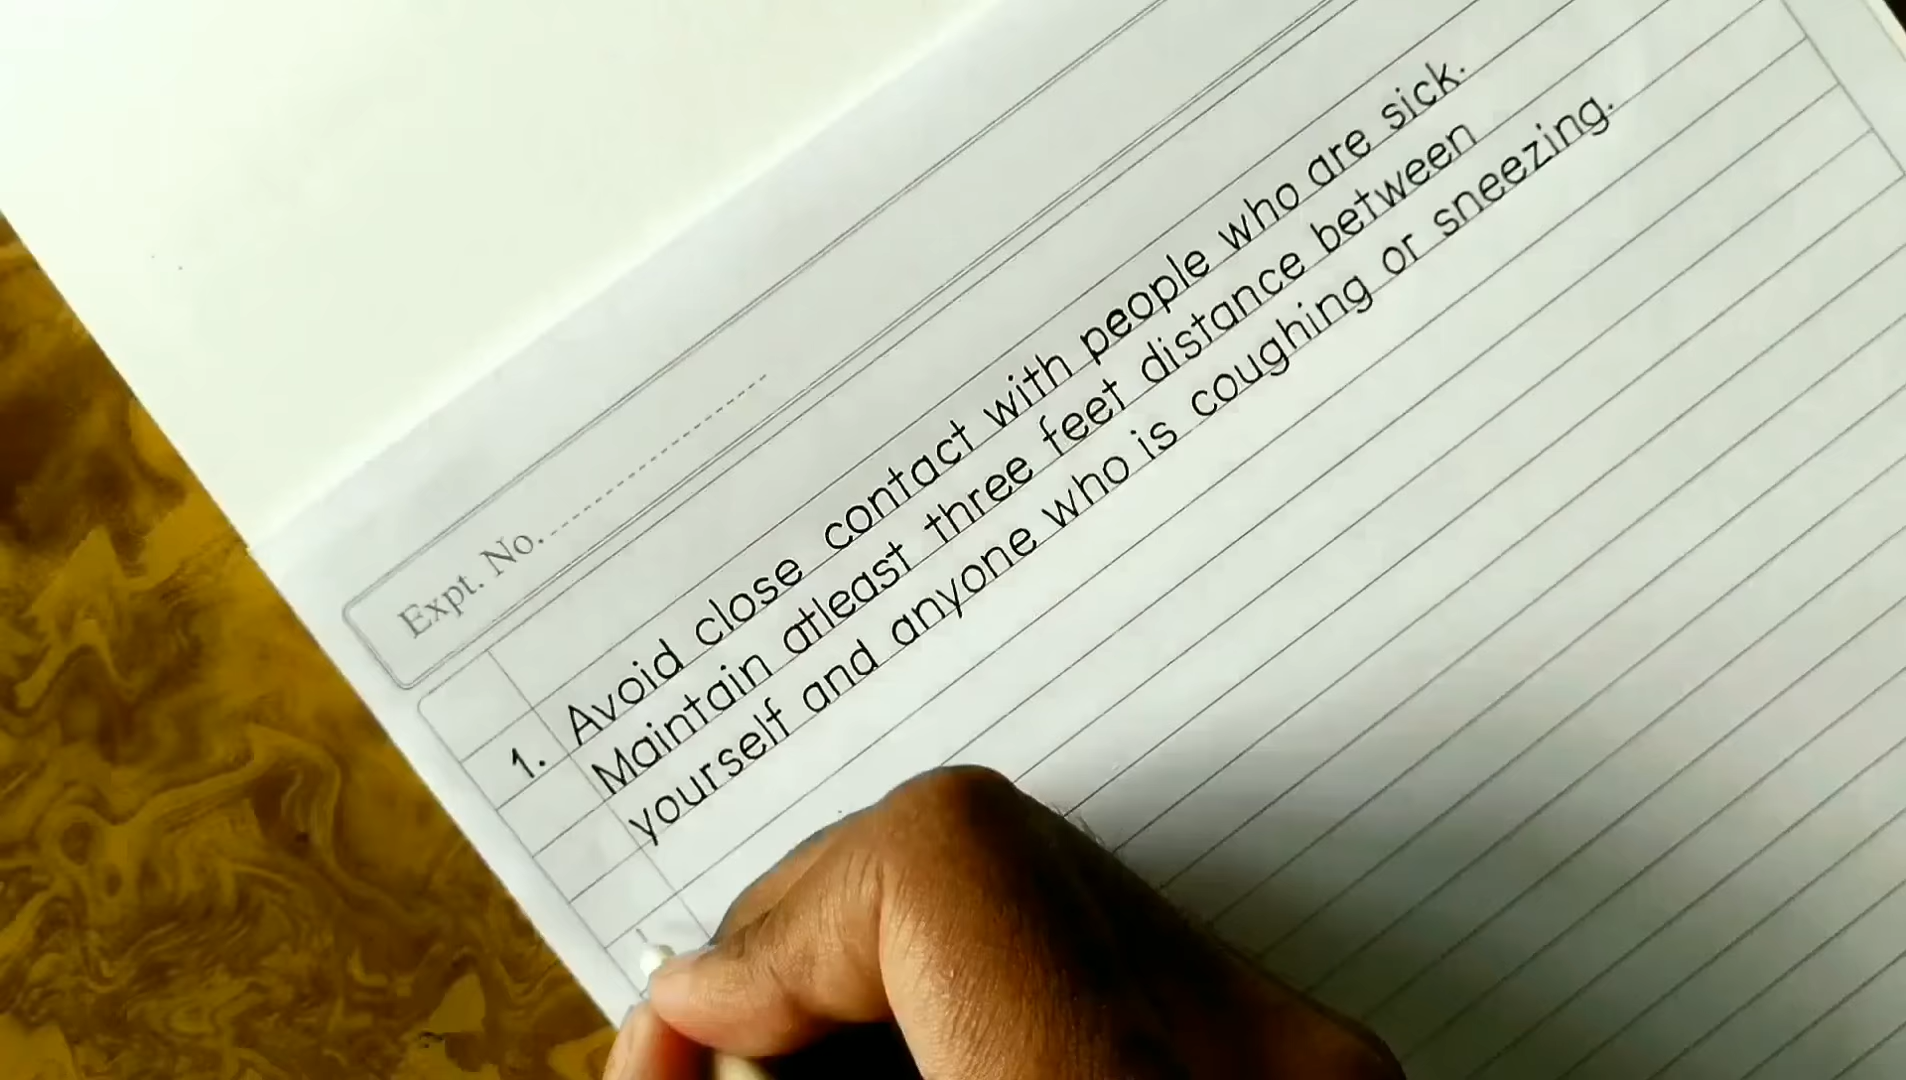 Expt. No.
1. Avoid close contact with people who are sick.
Maintain atleast three feet distance between
yourself and anyone who is coughing or sneezing.